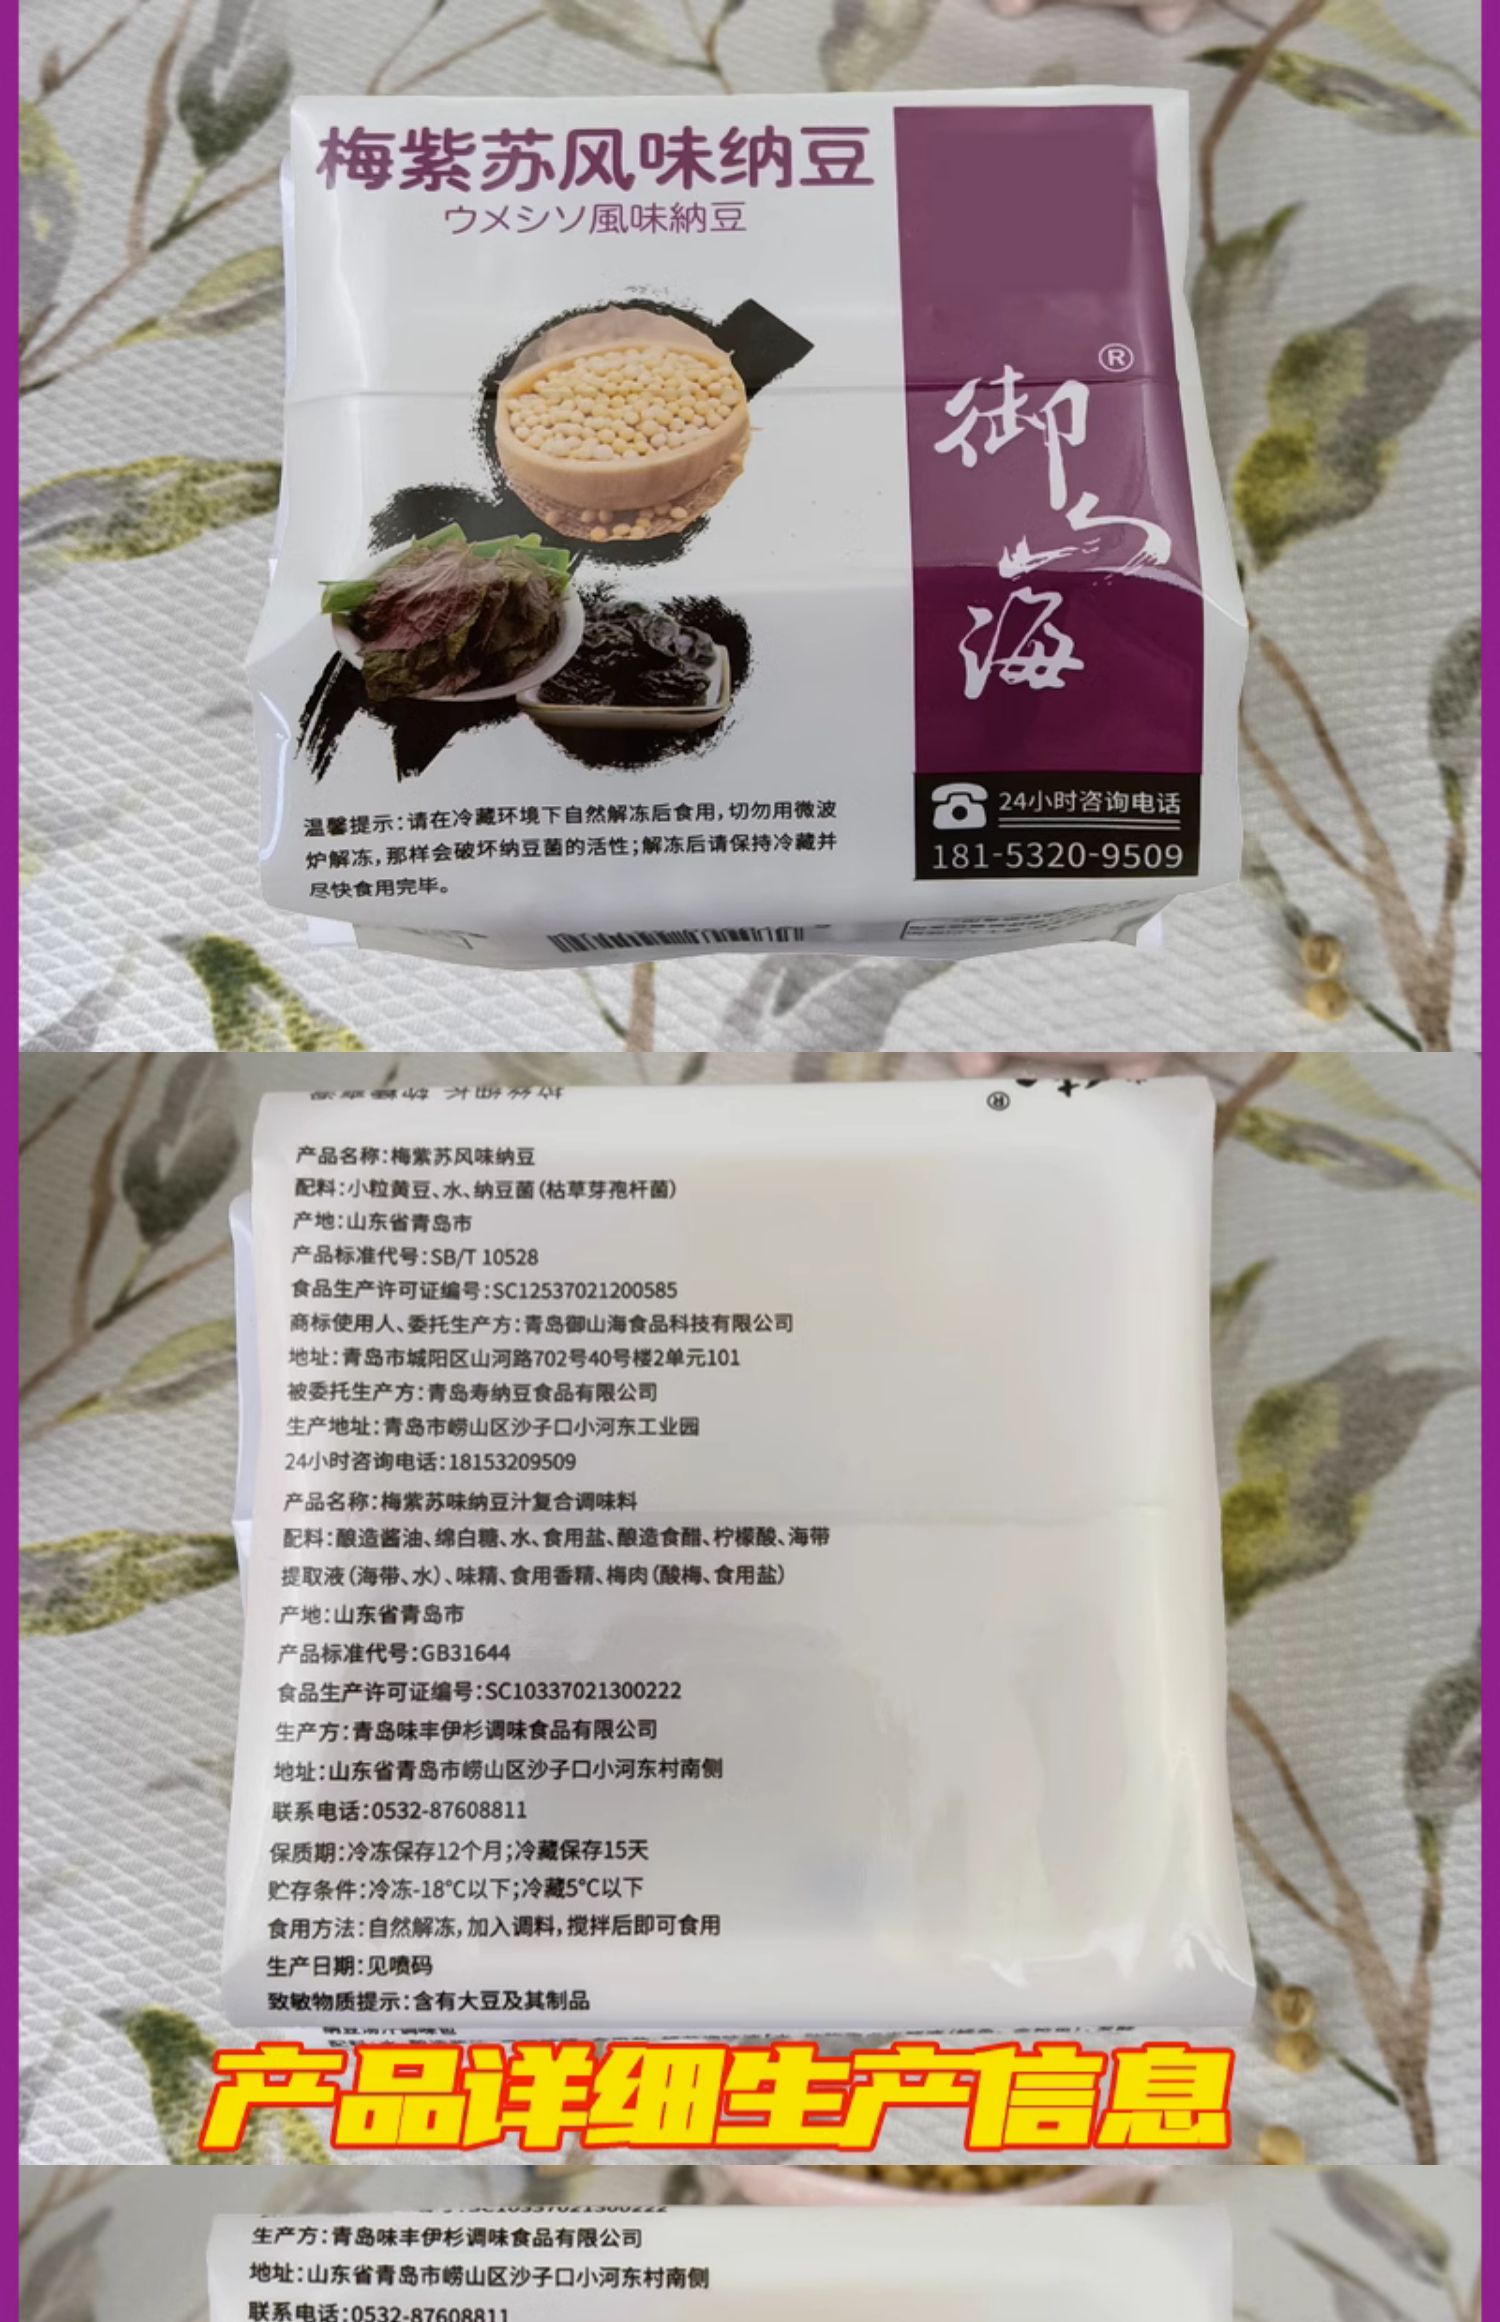 梅紫苏风味纳豆
ウメシソ風味納豆
®
御山海
温馨提示:请在冷藏环境下自然解冻后食用,切勿用微波
炉解冻,那样会破坏纳豆菌的活性;解冻后请保持冷藏并
尽快食用完毕。
24小时咨询电话
181-5320-9509
®
产品名称:梅紫苏风味纳豆
配料:小粒黄豆、水、纳豆菌(枯草芽孢杆菌)
产地:山东省青岛市
产品标准代号:SB/T 10528
食品生产许可证编号:SC12537021200585
商标使用人、委托生产方:青岛御山海食品科技有限公司
地址:青岛市城阳区山河路702号40号楼2单元101
被委托生产方:青岛寿纳豆食品有限公司
生产地址:青岛市崂山区沙子口小河东工业园
24小时咨询电话:18153209509
产品名称:梅紫苏味纳豆汁复合调味料
配料:酿造酱油、绵白糖、水、食用盐、酿造食醋、柠檬酸、海带
提取液(海带、水)、味精、食用香精、梅肉(酸梅、食用盐)
产地:山东省青岛市
产品标准代号:GB31644
食品生产许可证编号:SC10337021300222
生产方:青岛味丰伊杉调味食品有限公司
地址:山东省青岛市崂山区沙子口小河东村南侧
联系电话:0532-87608811
保质期:冷冻保存12个月;冷藏保存15天
贮存条件:冷冻-18℃以下;冷藏5℃以下
食用方法:自然解冻,加入调料,搅拌后即可食用
生产日期:见喷码
致敏物质提示:含有大豆及其制品
产品详细生产信息
生产方:青岛味丰伊杉调味食品有限公司
地址:山东省青岛市崂山区沙子口小河东村南侧
联系电话:0532-87608811